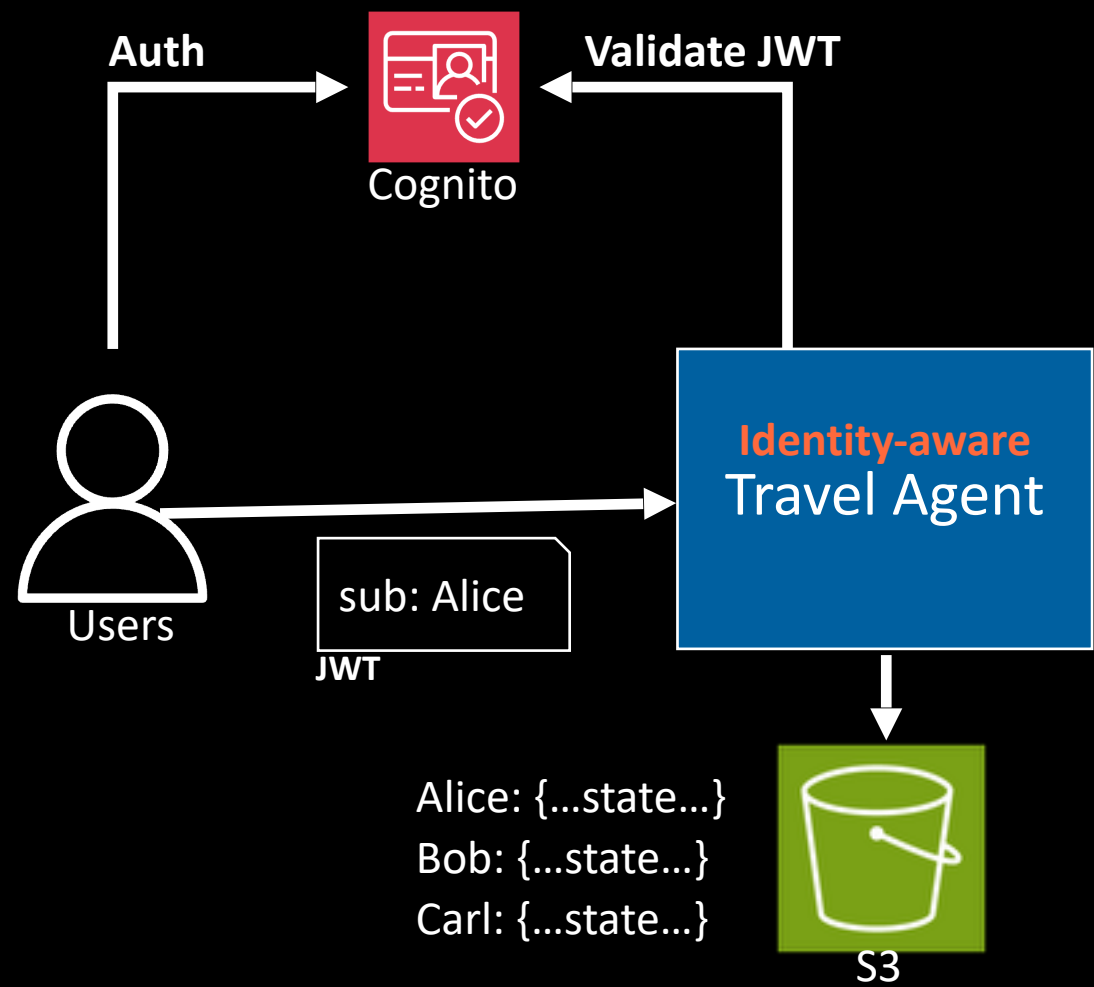 Auth
Validate JWT
Cognito
Identity-aware
Travel Agent
sub: Alice
Users
JWT
Alice: {…state…}
Bob: {…state…}
Carl: {…state…}
S3